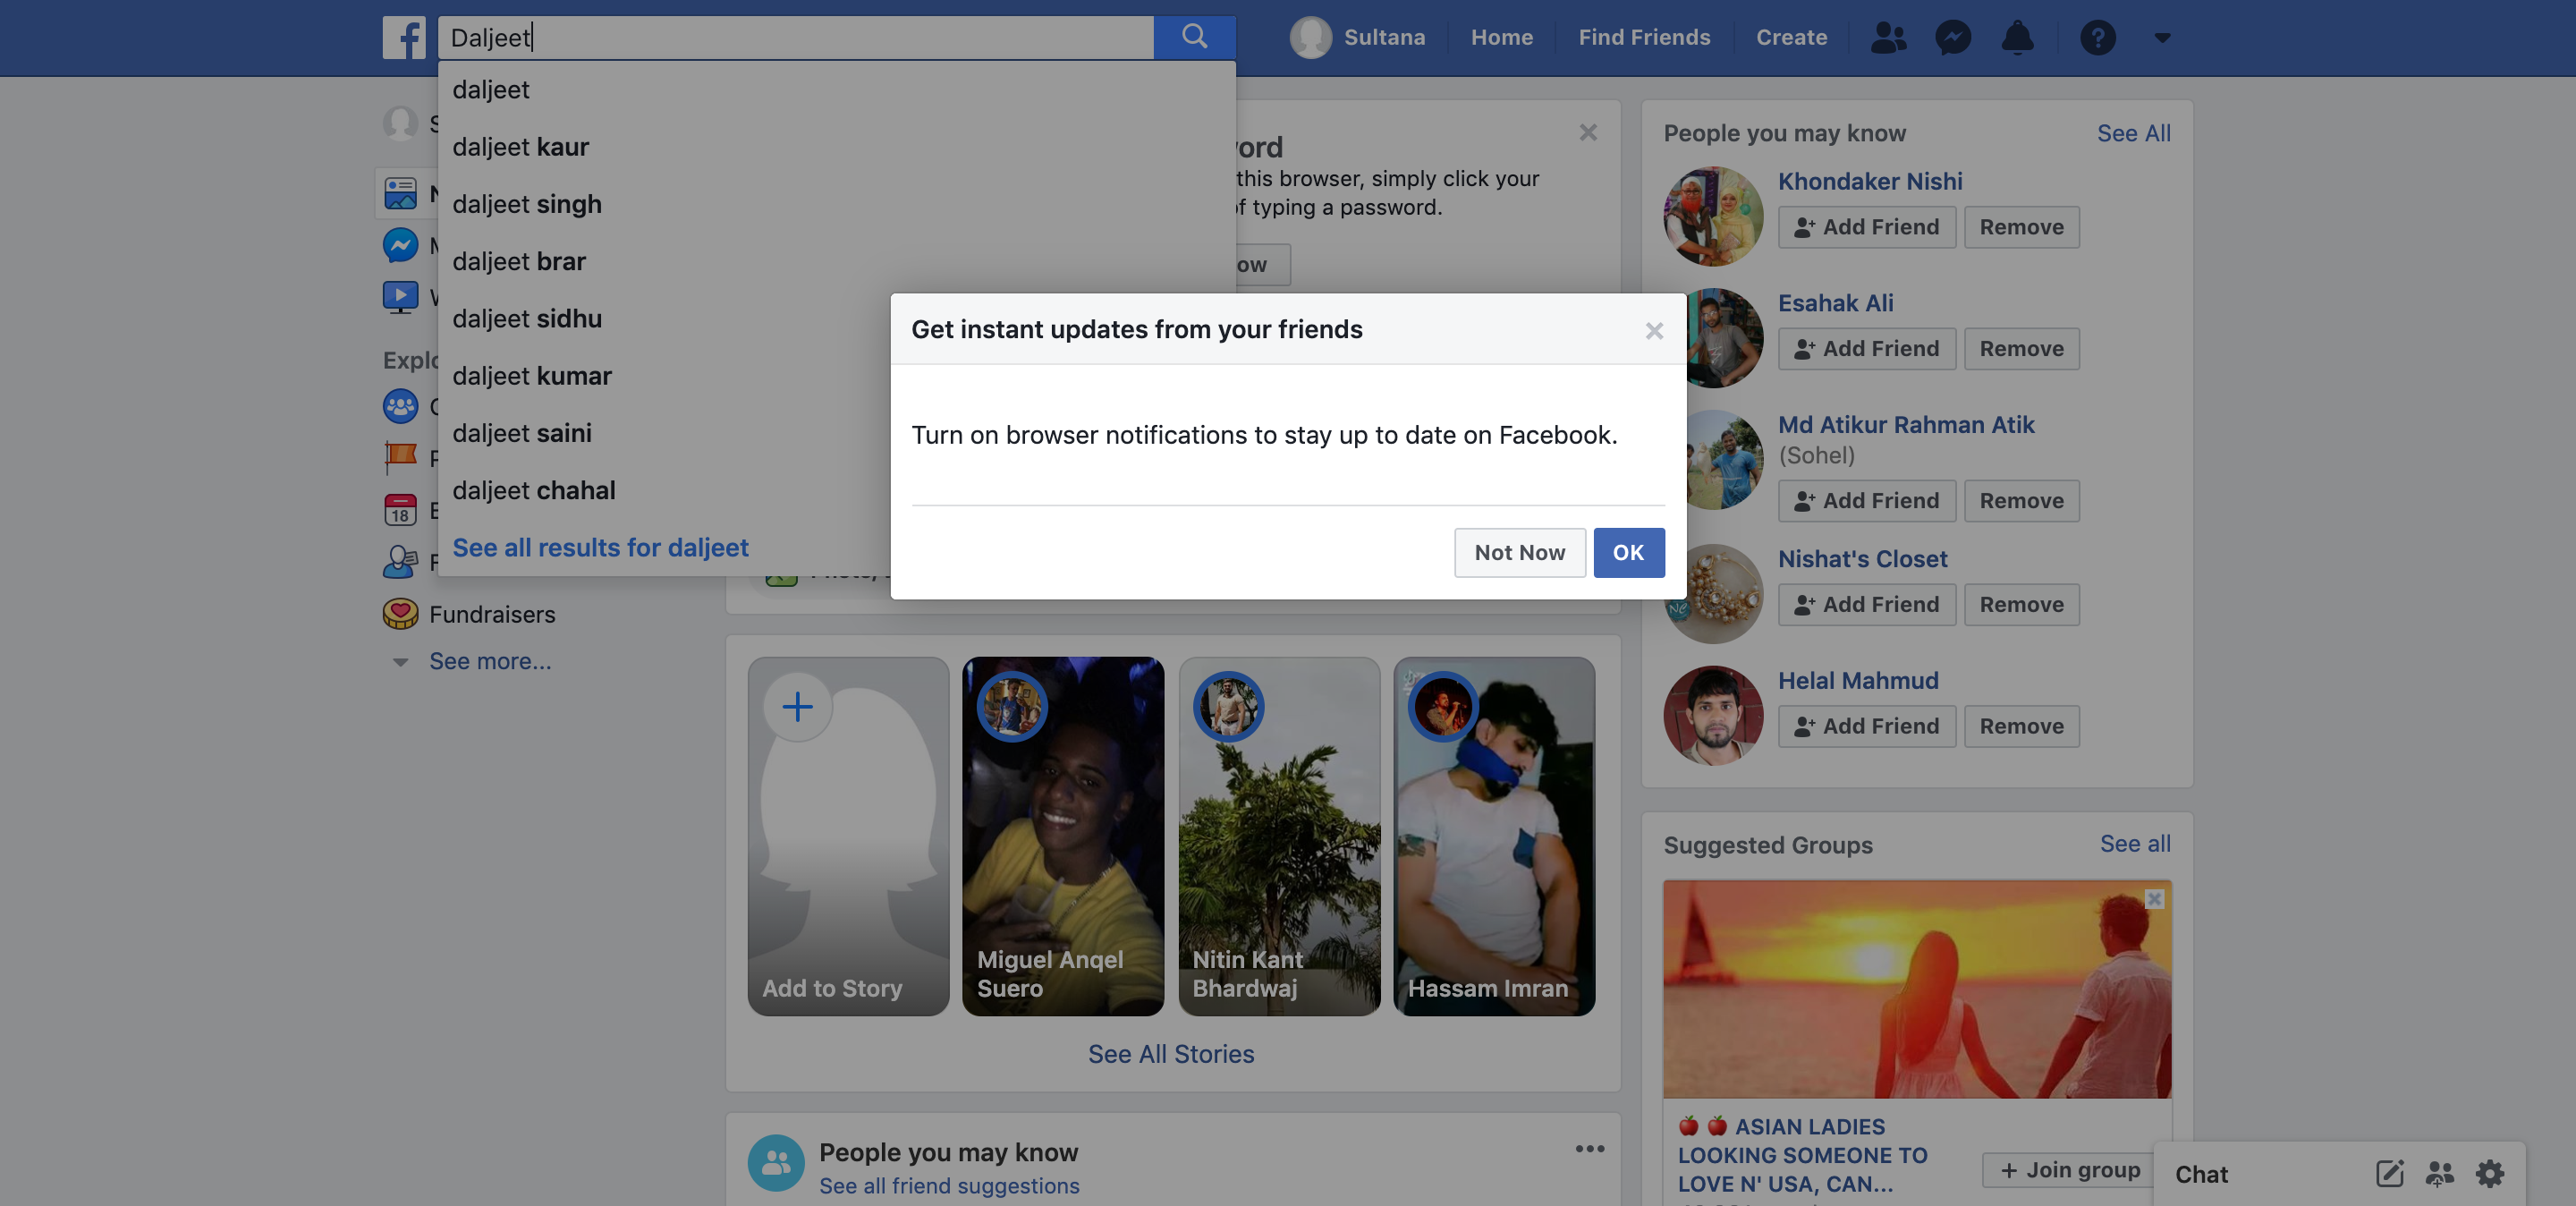 Daljeet
Sultana
Home
Find Friends
Create
daljeet
daljeet kaur
daljeet singh
daljeet brar
daljeet sidhu
daljeet kumar
daljeet saini
daljeet chahal
See all results for daljeet
Explo
18
Fundraisers
See more...
this browser, simply click your
of typing a password.
Get instant updates from your friends
Turn on browser notifications to stay up to date on Facebook.
Not Now
OK
Add to Story
Miguel Anqel
Suero
Nitin Kant
Bhardwaj
Hassam Imran
See All Stories
People you may know
See all friend suggestions
People you may know
See All
Khondaker Nishi
Add Friend
Remove
Esahak Ali
Add Friend
Remove
Md Atikur Rahman Atik
(Sohel)
Add Friend
Remove
Nishat's Closet
NC
Add Friend
Remove
Helal Mahmud
Add Friend
Remove
Suggested Groups
See all
🍎 🍎 ASIAN LADIES
LOOKING SOMEONE TO
LOVE N' USA, CAN...
+ Join group
Chat